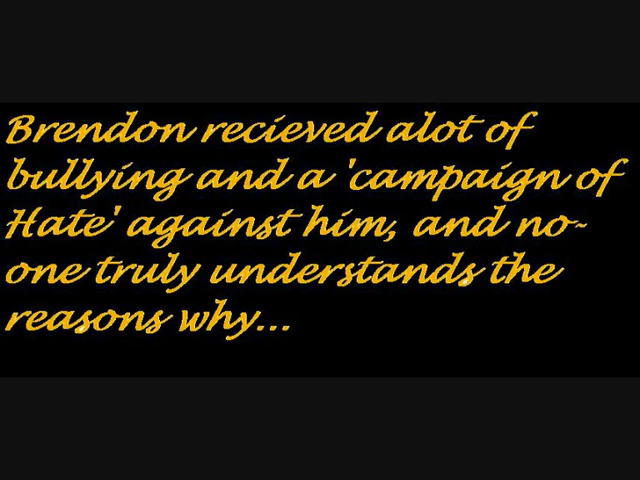 Brendon recieved alot of
bullying and a 'campaign of
Hate' against him, and no-
one truly understands the
reasons why...